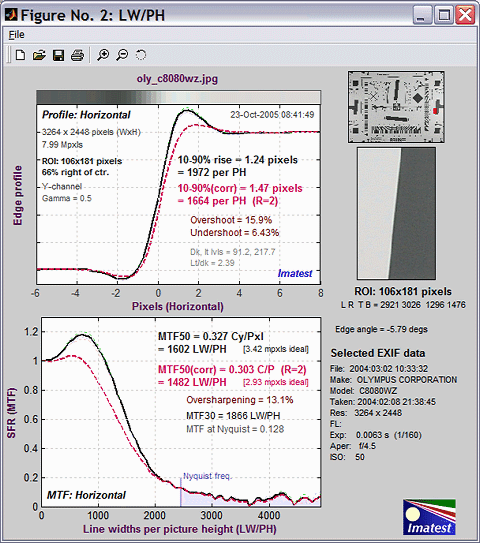 Figure No. 2: LW/PH
File
oly_c8080wz.jpg
Profile: Horizontal
23-Oct-2005 08:41:49
3264 x 2448 pixels (WxH)
7.99 Mpxls
ROI: 106x181 pixels
66% right of ctr.
Y-channel
Gamma = 0.5
10-90% rise = 1.24 pixels
= 1972 per PH
10-90%(corr) = 1.47 pixels
= 1664 per PH (R=2)
Overshoot = 15.9%
Undershoot = 6.43%
Dk, lt lvls = 91.2, 217.7
Lt/dk = 2.39
Imatest
Edge profile
-6 -4 -2 0 2 4 6 8
Pixels (Horizontal)
ROI: 106x181 pixels
L R T B = 2921 3026 1296 1476
Edge angle = -5.79 degs
Selected EXIF data
File: 2004:03:02 10:33:32
Make: OLYMPUS CORPORATION
Model: C8080WZ
Taken: 2004:02:08 21:38:45
Res: 3264 x 2448
FL:
Exp: 0.0063 s (1/160)
Aper: f/4.5
ISO: 50
MTF50 = 0.327 Cy/Pxl
= 1602 LW/PH [3.42 mpxls ideal]
MTF50(corr) = 0.303 C/P (R=2)
= 1482 LW/PH [2.93 mpxls ideal]
Oversharpening = 13.1%
MTF30 = 1866 LW/PH
MTF at Nyquist = 0.128
Nyquist freq.
MTF: Horizontal
SFR (MTF)
1.2
1
0.8
0.6
0.4
0.2
0
0 1000 2000 3000 4000
Line widths per picture height (LW/PH)
Imatest